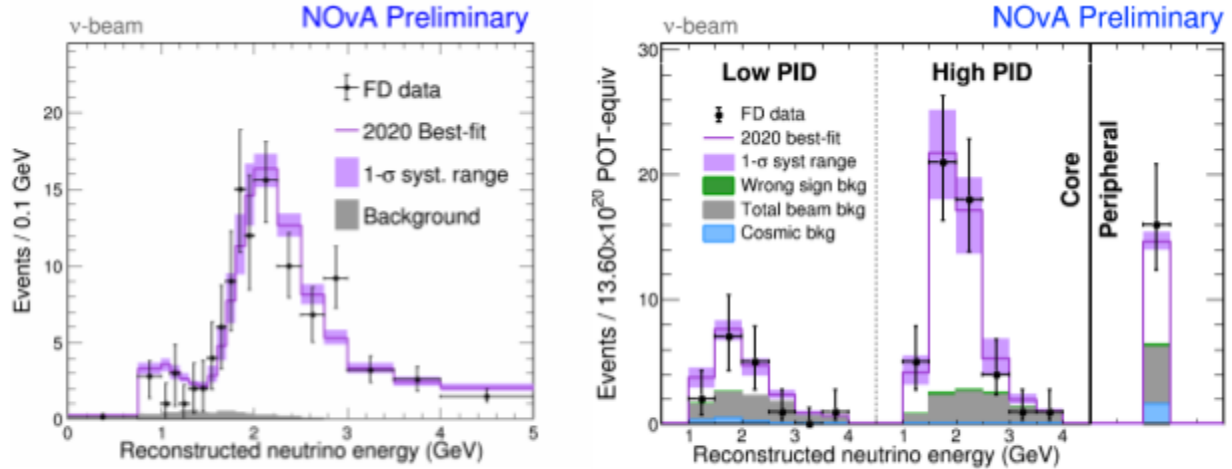 ν-beam
NOvA Preliminary
Events / 0.1 GeV
20
15
10
5
0
FD data
2020 Best-fit
1-σ syst. range
Background
0 1 2 3 4 5
Reconstructed neutrino energy (GeV)
ν-beam
NOvA Preliminary
Events / 13.60×10²⁰ POT-equiv
30
20
10
0
Low PID
High PID
FD data
2020 best-fit
1-σ syst range
Wrong sign bkg
Total beam bkg
Cosmic bkg
Core
Peripheral
1 2 3 4 1 2 3 4
Reconstructed neutrino energy (GeV)